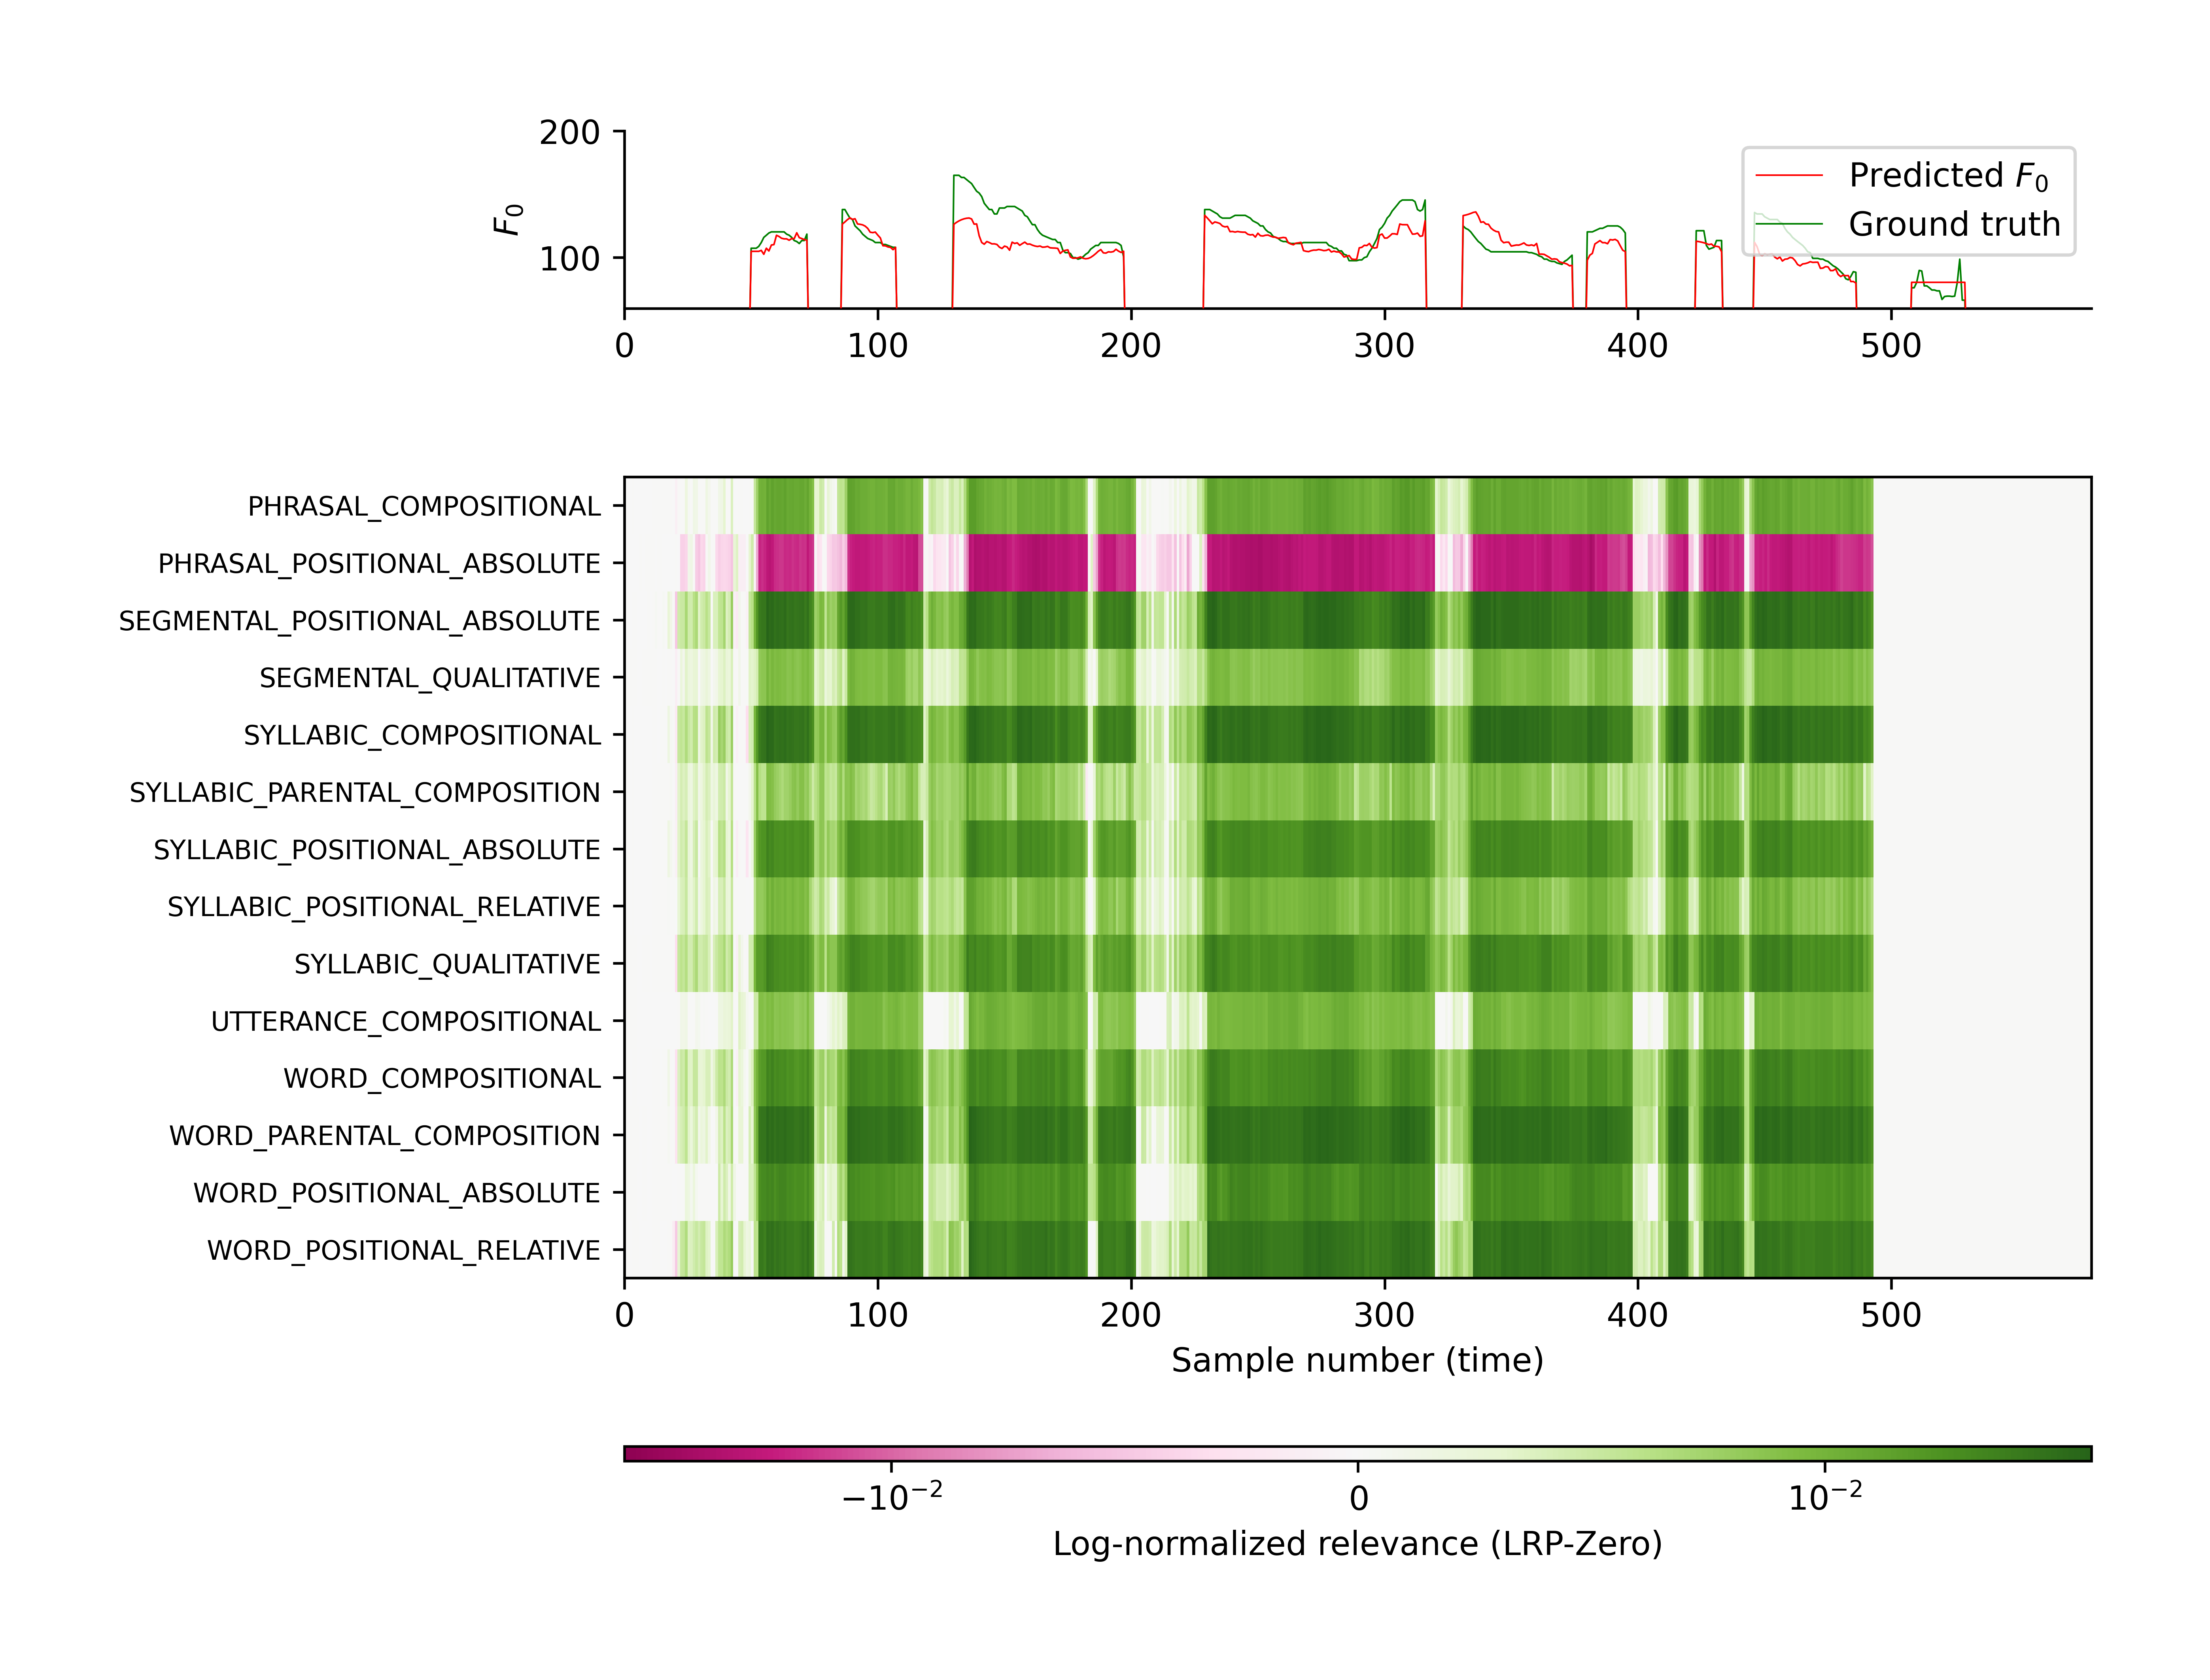 200
100
F₀
Predicted F₀
Ground truth
0 100 200 300 400 500
PHRASAL_COMPOSITIONAL
PHRASAL_POSITIONAL_ABSOLUTE
SEGMENTAL_POSITIONAL_ABSOLUTE
SEGMENTAL_QUALITATIVE
SYLLABIC_COMPOSITIONAL
SYLLABIC_PARENTAL_COMPOSITION
SYLLABIC_POSITIONAL_ABSOLUTE
SYLLABIC_POSITIONAL_RELATIVE
SYLLABIC_QUALITATIVE
UTTERANCE_COMPOSITIONAL
WORD_COMPOSITIONAL
WORD_PARENTAL_COMPOSITION
WORD_POSITIONAL_ABSOLUTE
WORD_POSITIONAL_RELATIVE
0 100 200 300 400 500
Sample number (time)
−10⁻² 0 10⁻²
Log-normalized relevance (LRP-Zero)